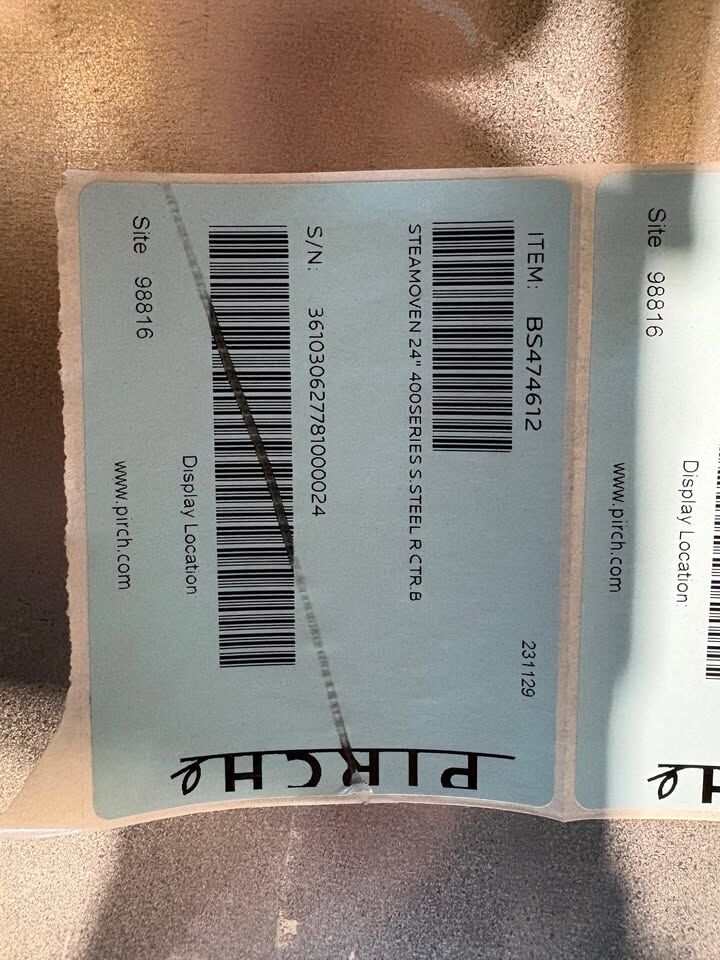 PIRCH
231129
ITEM: BS474612
STEAMOVEN 24" 400SERIES S.STEEL R CTR.B
S/N: 361030627781000024
Display Location
Site 98816
www.pirch.com
Display Location:
Site 98816
www.pirch.com